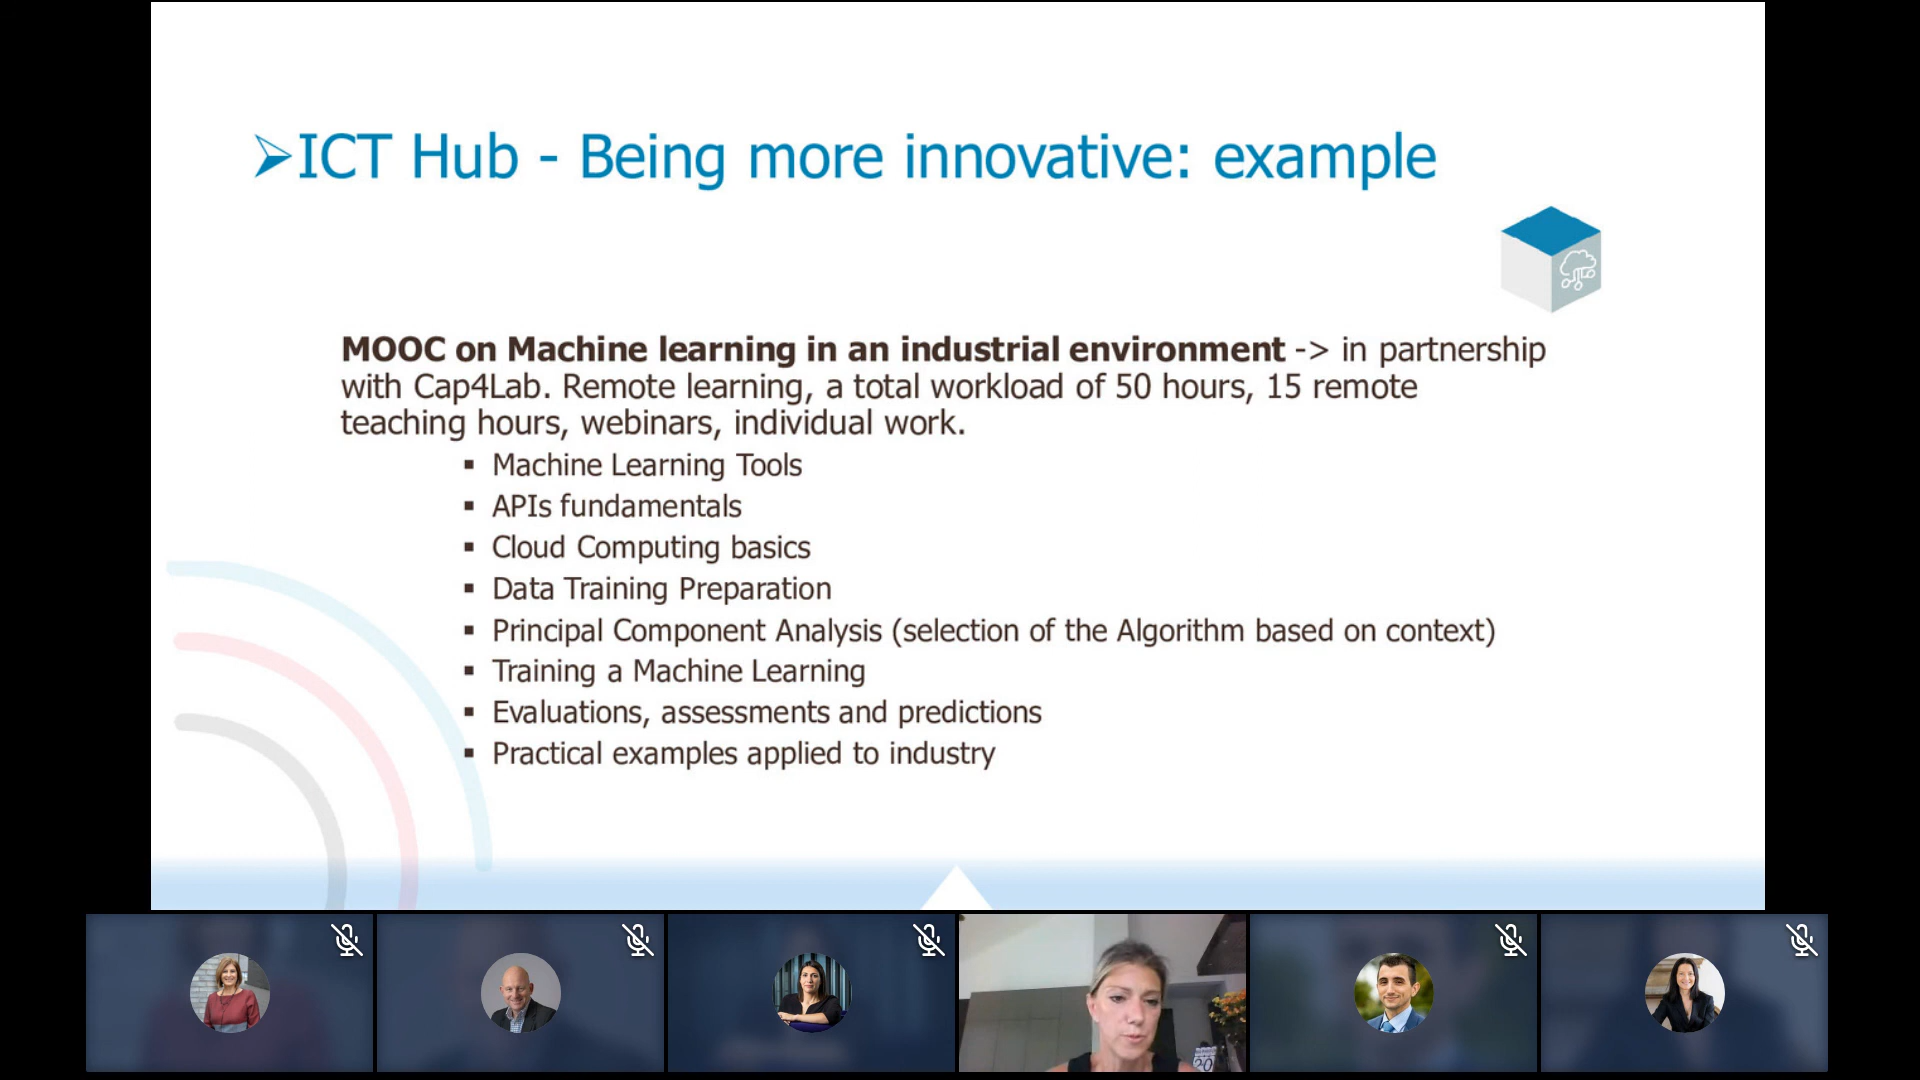 ➢ICT Hub - Being more innovative: example
MOOC on Machine learning in an industrial environment -> in partnership
with Cap4Lab. Remote learning, a total workload of 50 hours, 15 remote
teaching hours, webinars, individual work.
▪ Machine Learning Tools
▪ APIs fundamentals
▪ Cloud Computing basics
▪ Data Training Preparation
▪ Principal Component Analysis (selection of the Algorithm based on context)
▪ Training a Machine Learning
▪ Evaluations, assessments and predictions
▪ Practical examples applied to industry
20